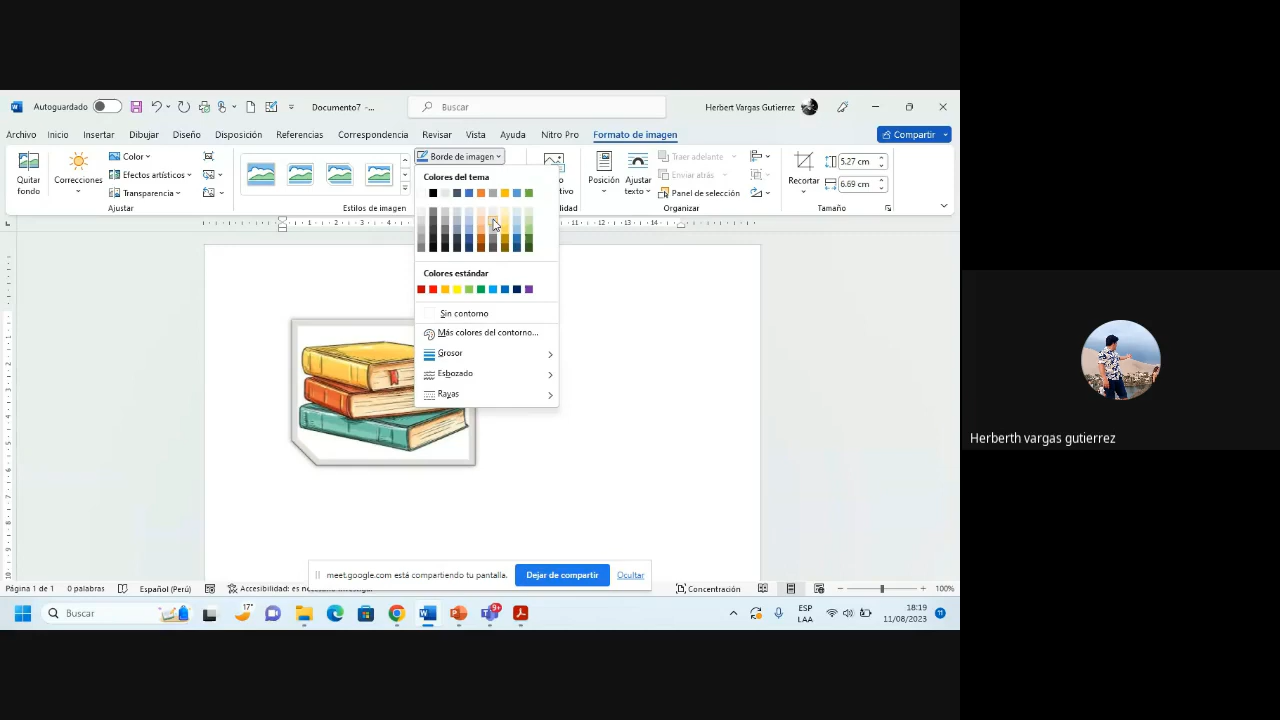 Autoguardado
Documento7 -...
Buscar
Herbert Vargas Gutierrez
Archivo Inicio Insertar Dibujar Diseño Disposición Referencias Correspondencia Revisar Vista Ayuda Nitro Pro Formato de imagen
Compartir
Quitar fondo
Correcciones
Color
Efectos artísticos
Transparencia
Ajustar
Estilos de imagen
Borde de imagen
Colores del tema
Colores estándar
Sin contorno
Más colores del contorno...
Grosor
Esbozado
Rayas
Posición
Ajustar texto
Traer adelante
Enviar atrás
Panel de selección
Organizar
Recortar
5.27 cm
6.69 cm
Tamaño
meet.google.com está compartiendo tu pantalla.
Dejar de compartir
Ocultar
Página 1 de 1 0 palabras Español (Perú)
Concentración
100%
Buscar
17°
9+
ESP
LAA
18:19
11/08/2023
Herberth vargas gutierrez